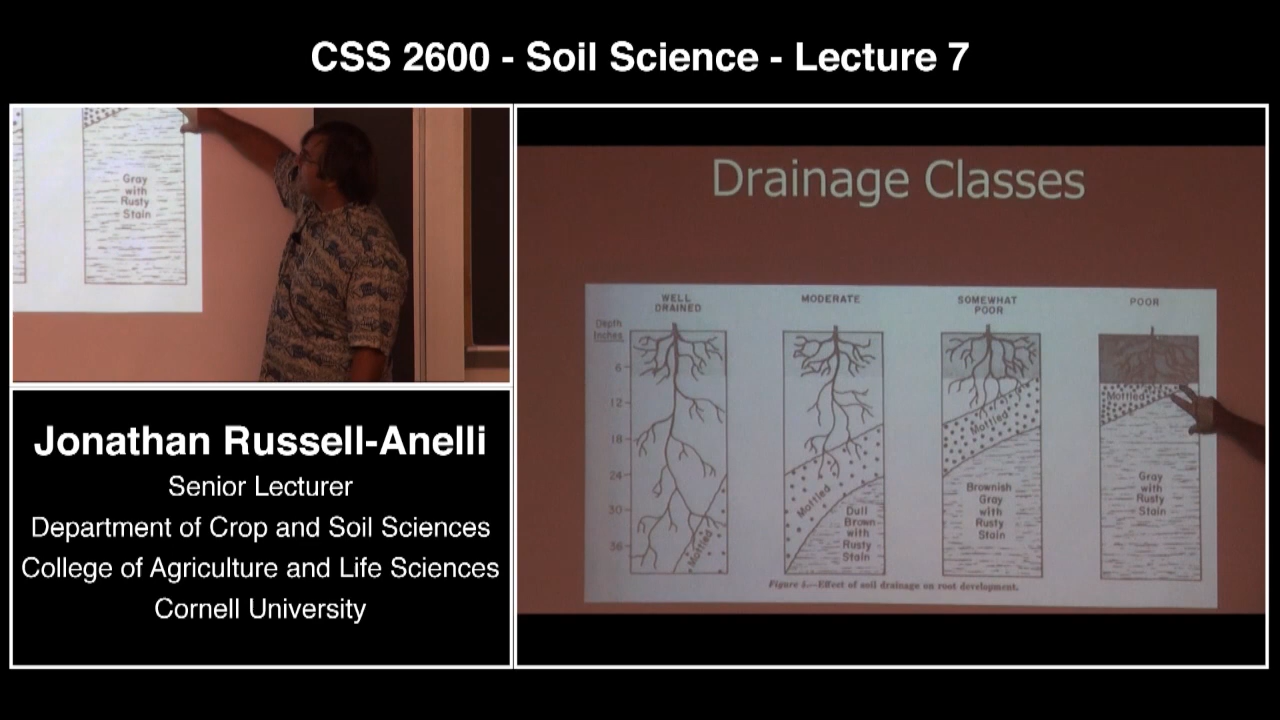 CSS 2600 - Soil Science - Lecture 7
Gray
with
Rusty
Stain
Jonathan Russell-Anelli
Senior Lecturer
Department of Crop and Soil Sciences
College of Agriculture and Life Sciences
Cornell University
Drainage Classes
WELL
DRAINED
MODERATE
SOMEWHAT
POOR
POOR
Depth
Inches
6
12
18
24
30
36
Mottled
Mottled
Dull
Brown
with
Rusty
Stain
Mottled
Brownish
Gray
with
Rusty
Stain
Mottled
Gray
with
Rusty
Stain
Figure 4.—Effect of soil drainage on root development.